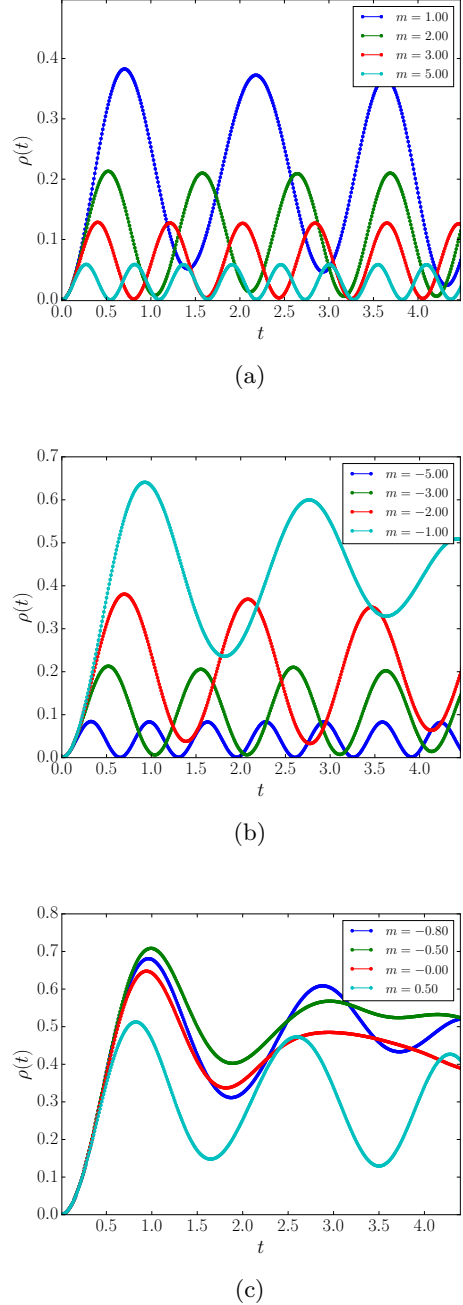 m = 1.00
m = 2.00
m = 3.00
m = 5.00
ρ(t)
0.4
0.3
0.2
0.1
0.0
0.0 0.5 1.0 1.5 2.0 2.5 3.0 3.5 4.0
t
(a)
0.7
m = −5.00
m = −3.00
m = −2.00
m = −1.00
0.6
0.5
0.4
ρ(t)
0.3
0.2
0.1
0.0
0.0 0.5 1.0 1.5 2.0 2.5 3.0 3.5 4.0
t
(b)
0.8
m = −0.80
m = −0.50
m = −0.00
m = 0.50
0.7
0.6
0.5
ρ(t)
0.4
0.3
0.2
0.1
0.0
0.5 1.0 1.5 2.0 2.5 3.0 3.5 4.0
t
(c)